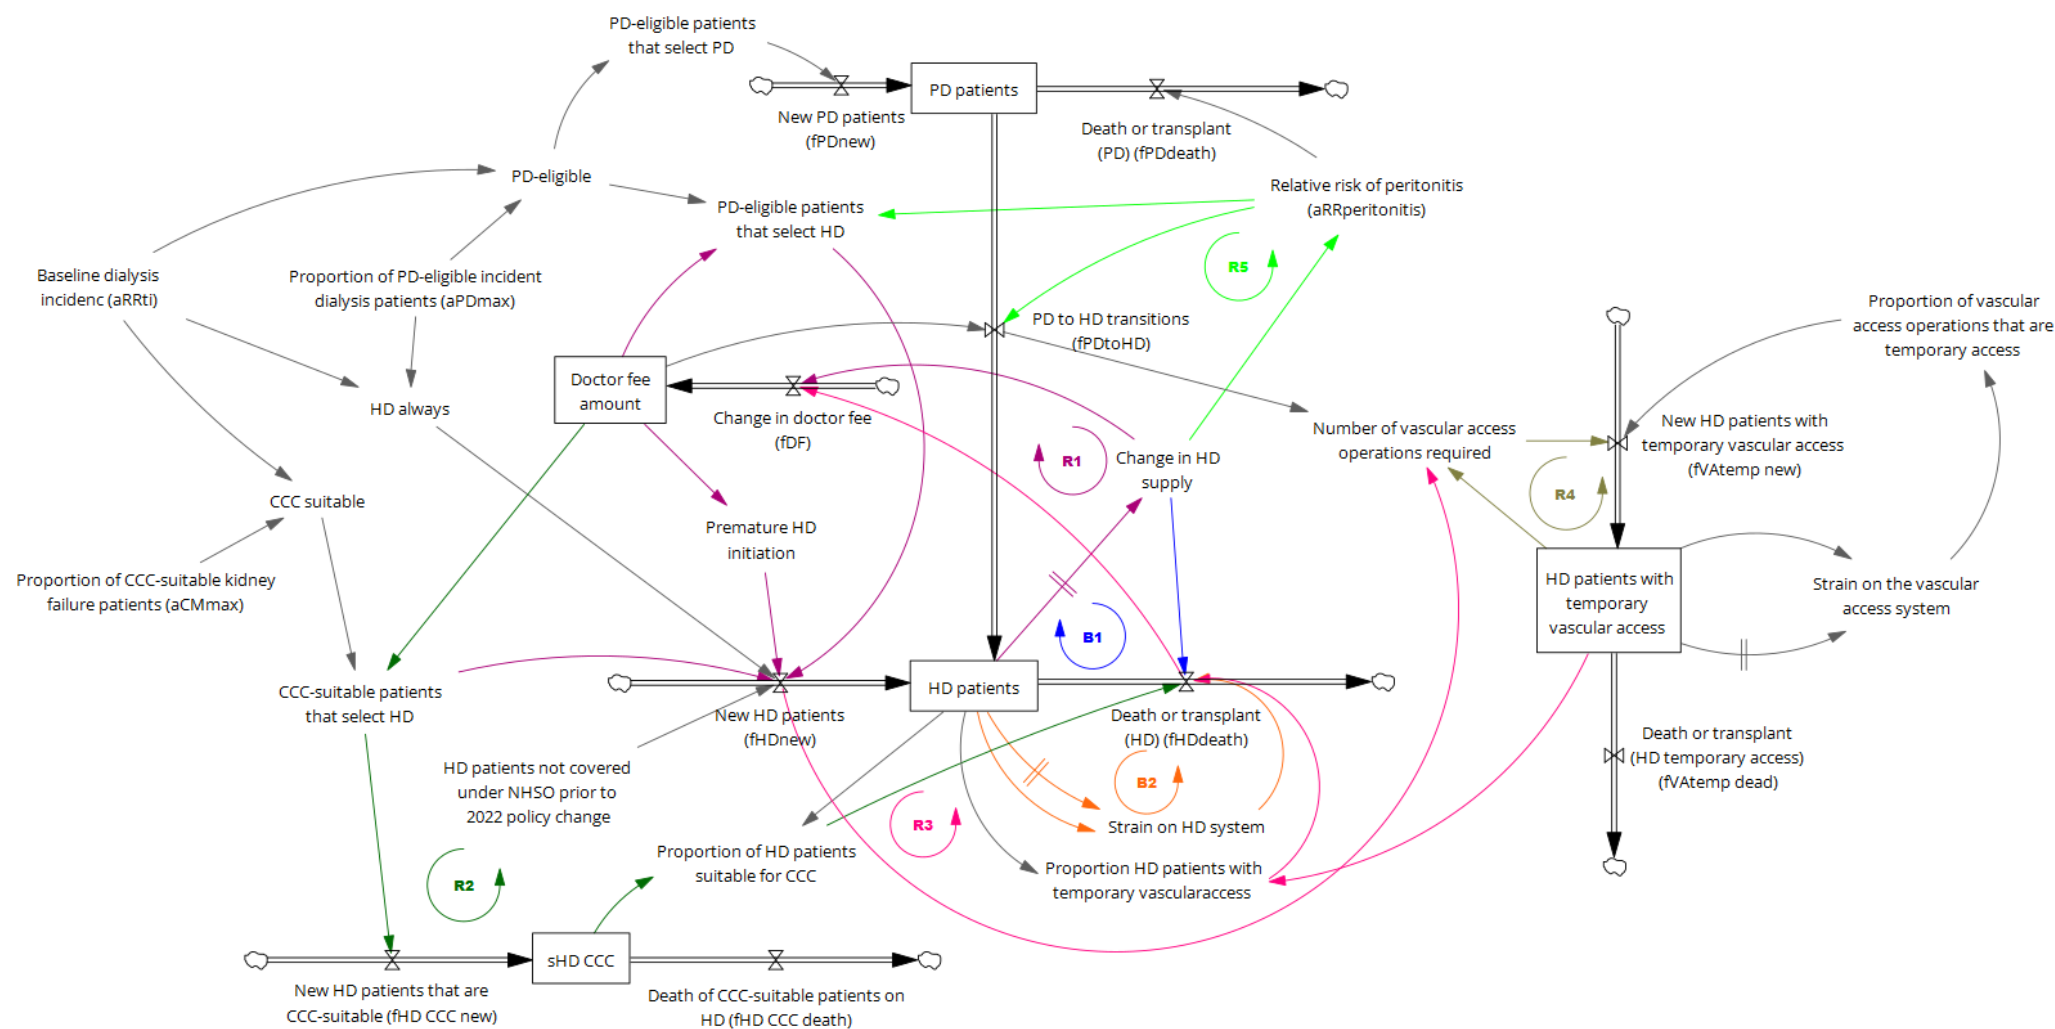 PD-eligible patients
that select PD
PD patients
New PD patients
(fPDnew)
Death or transplant
(PD) (fPDdeath)
PD-eligible
Relative risk of peritonitis
(aRRperitonitis)
PD-eligible patients
that select HD
R5
Baseline dialysis
incidenc (aRRti)
Proportion of PD-eligible incident
dialysis patients (aPDmax)
PD to HD transitions
(fPDtoHD)
Proportion of vascular
access operations that are
temporary access
Doctor fee
amount
HD always
Change in doctor fee
(fDF)
Number of vascular access
operations required
New HD patients with
temporary vascular access
(fVAtemp new)
R1
Change in HD
supply
R4
CCC suitable
Premature HD
initiation
Proportion of CCC-suitable kidney
failure patients (aCMmax)
HD patients with
temporary
vascular access
Strain on the vascular
access system
B1
CCC-suitable patients
that select HD
HD patients
New HD patients
(fHDnew)
Death or transplant
(HD) (fHDdeath)
Death or transplant
(HD temporary access)
(fVAtemp dead)
HD patients not covered
under NHSO prior to
2022 policy change
B2
R3
Strain on HD system
Proportion of HD patients
suitable for CCC
Proportion HD patients with
temporary vascularaccess
R2
sHD CCC
New HD patients that are
CCC-suitable (fHD CCC new)
Death of CCC-suitable patients on
HD (fHD CCC death)